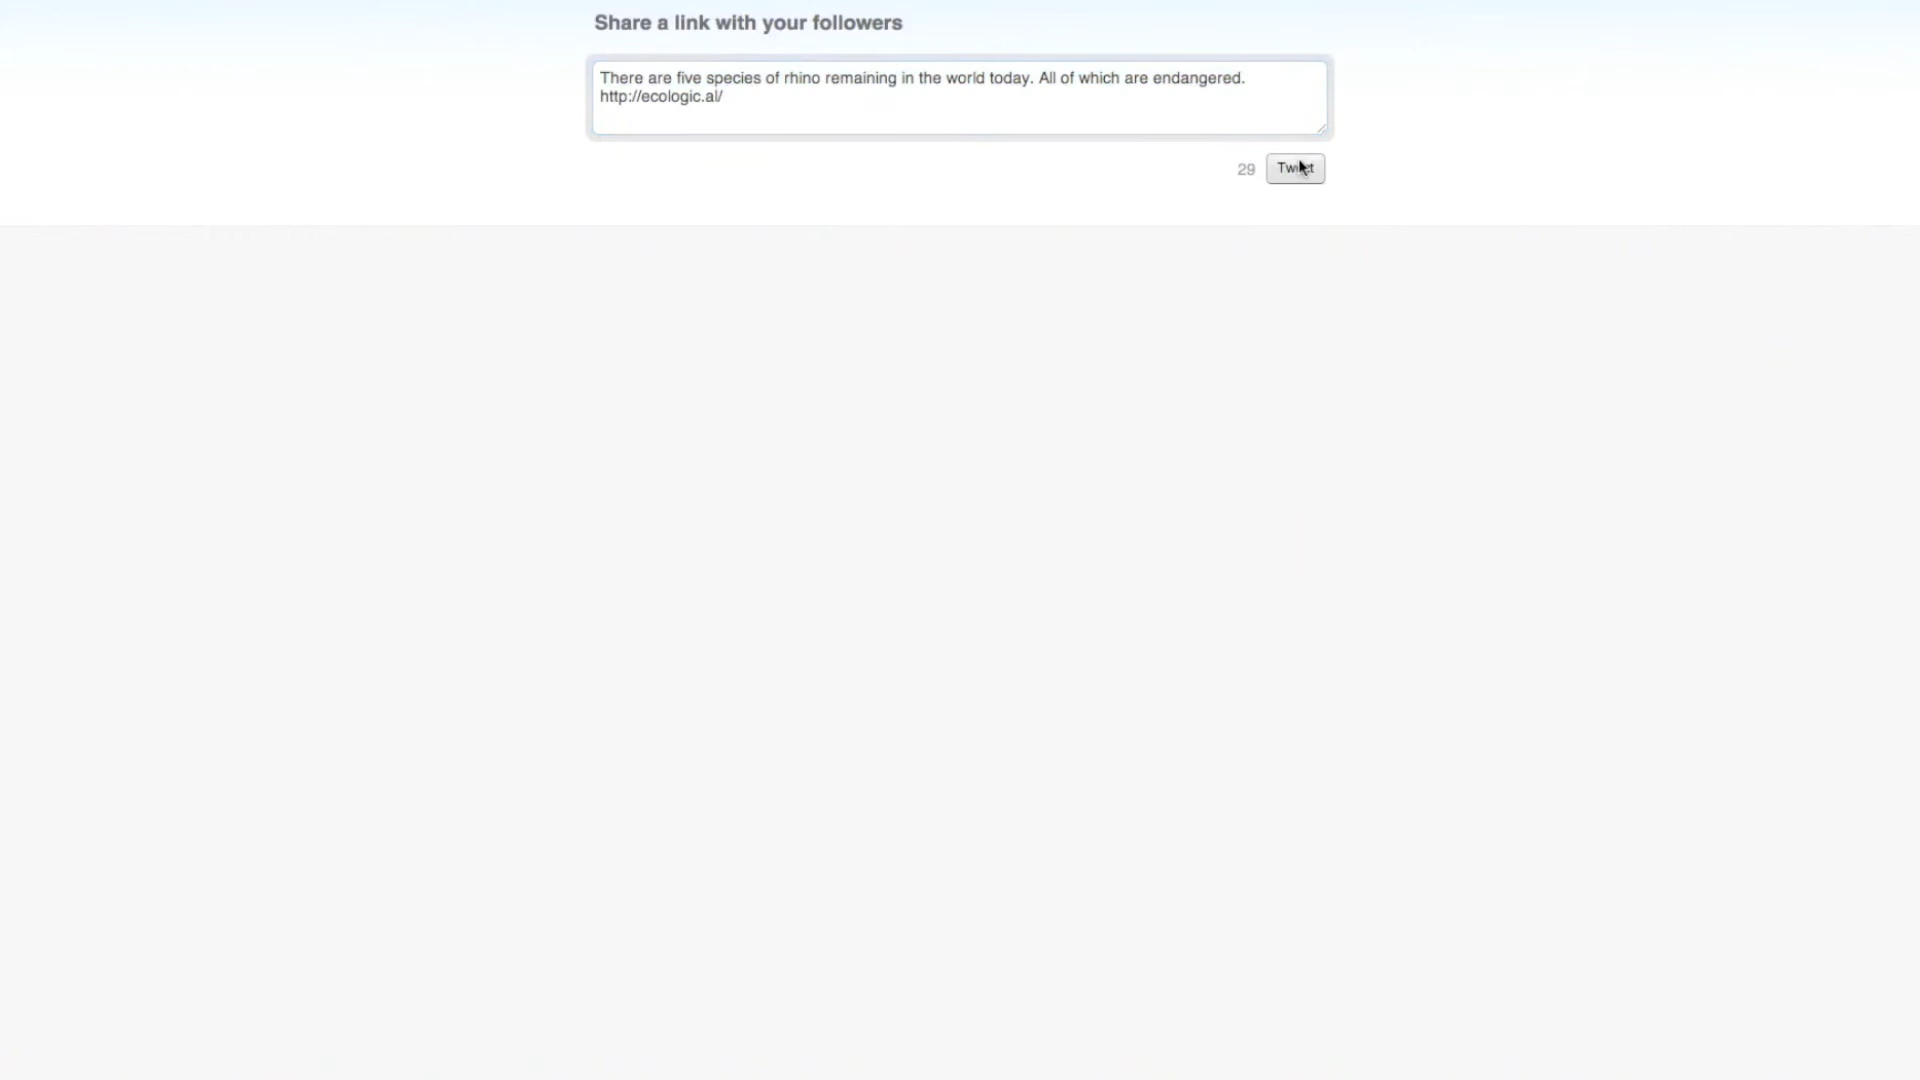 Share a link with your followers
There are five species of rhino remaining in the world today. All of which are endangered.
http://ecologic.al/
29
Tweet